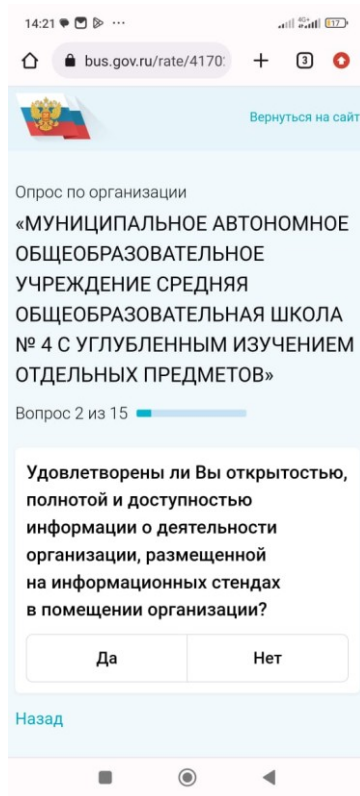 14:21
17
bus.gov.ru/rate/4170
3
Вернуться на сайт
Опрос по организации
«МУНИЦИПАЛЬНОЕ АВТОНОМНОЕ
ОБЩЕОБРАЗОВАТЕЛЬНОЕ
УЧРЕЖДЕНИЕ СРЕДНЯЯ
ОБЩЕОБРАЗОВАТЕЛЬНАЯ ШКОЛА
№ 4 С УГЛУБЛЕННЫМ ИЗУЧЕНИЕМ
ОТДЕЛЬНЫХ ПРЕДМЕТОВ»
Вопрос 2 из 15
Удовлетворены ли Вы открытостью,
полнотой и доступностью
информации о деятельности
организации, размещенной
на информационных стендах
в помещении организации?
Да
Нет
Назад